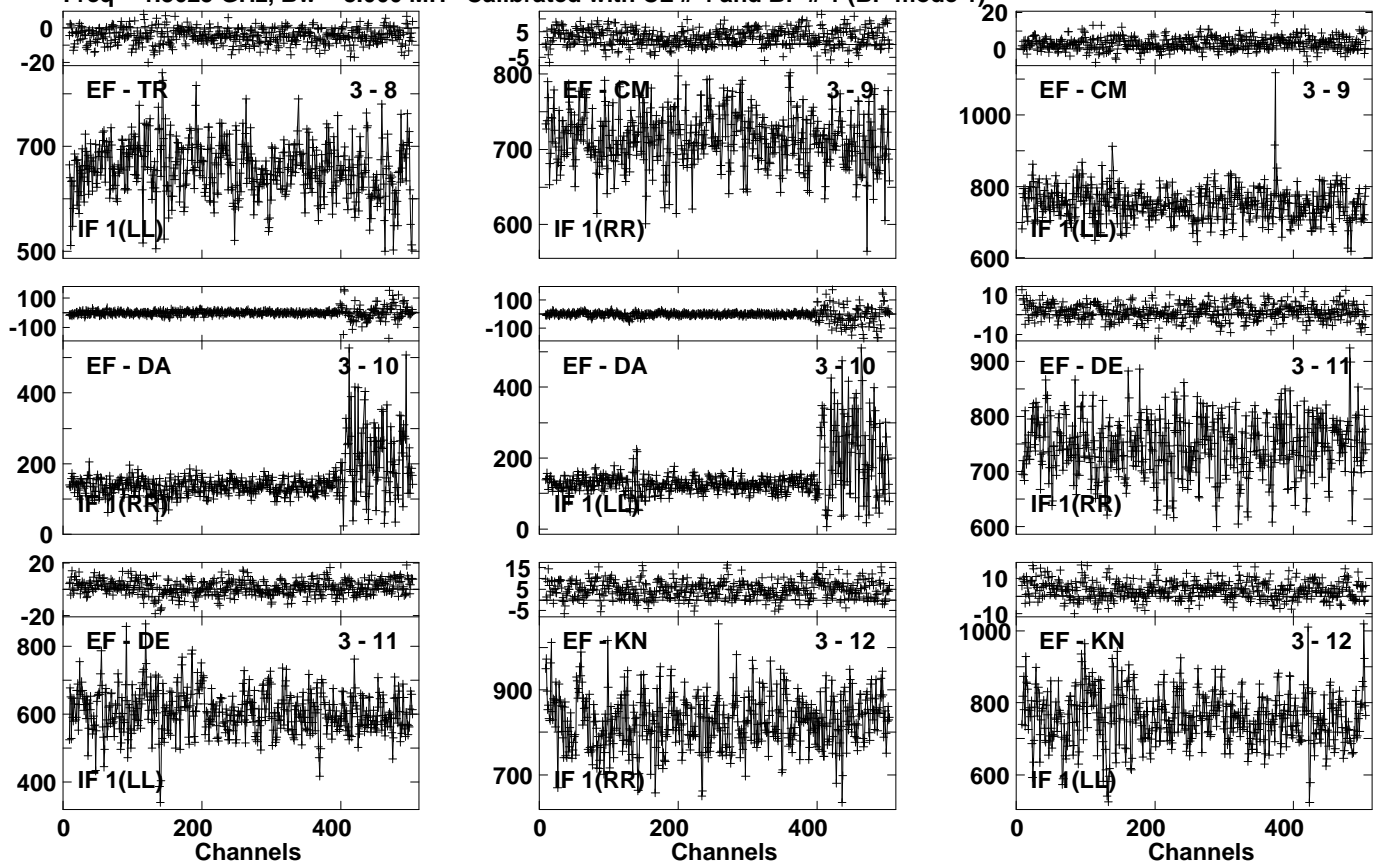 Calibrated with CL # 4 and BP # 1 (BP mode 1)
0
-20
EF - TR 3 - 8
700
IF 1(LL)
500
5
-5
800
EF - CM 3 - 9
700
600
IF 1(RR)
20
0
EF - CM 3 - 9
1000
800
IF 1(LL)
600
100
-100
EF - DA 3 - 10
400
200
IF 1(RR)
0
100
-100
EF - DA 3 - 10
400
200
IF 1(LL)
0
10
-10
900
EF - DE 3 - 11
800
700
IF 1(RR)
600
20
-20
800
EF - DE 3 - 11
600
400
IF 1(LL)
15
5
-5
EF - KN 3 - 12
900
700
IF 1(RR)
10
-10
1000
EF - KN 3 - 12
800
600
IF 1(LL)
0 200 400
Channels
0 200 400
Channels
0 200 400
Channels